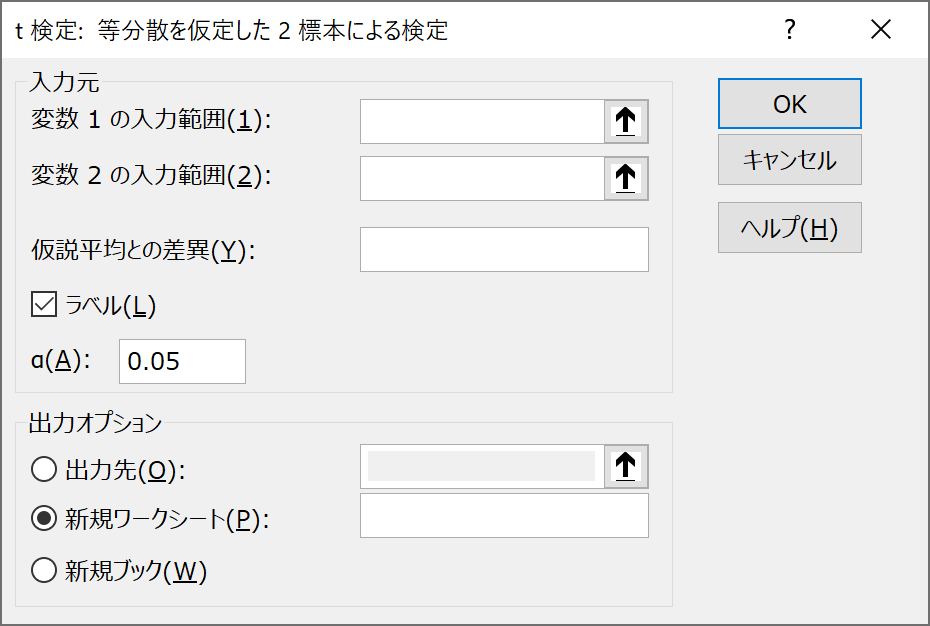 t 検定: 等分散を仮定した 2 標本による検定
?
入力元
変数 1 の入力範囲(1):
変数 2 の入力範囲(2):
仮説平均との差異(Y):
ラベル(L)
α(A):
0.05
OK
キャンセル
ヘルプ(H)
出力オプション
出力先(O):
新規ワークシート(P):
新規ブック(W)